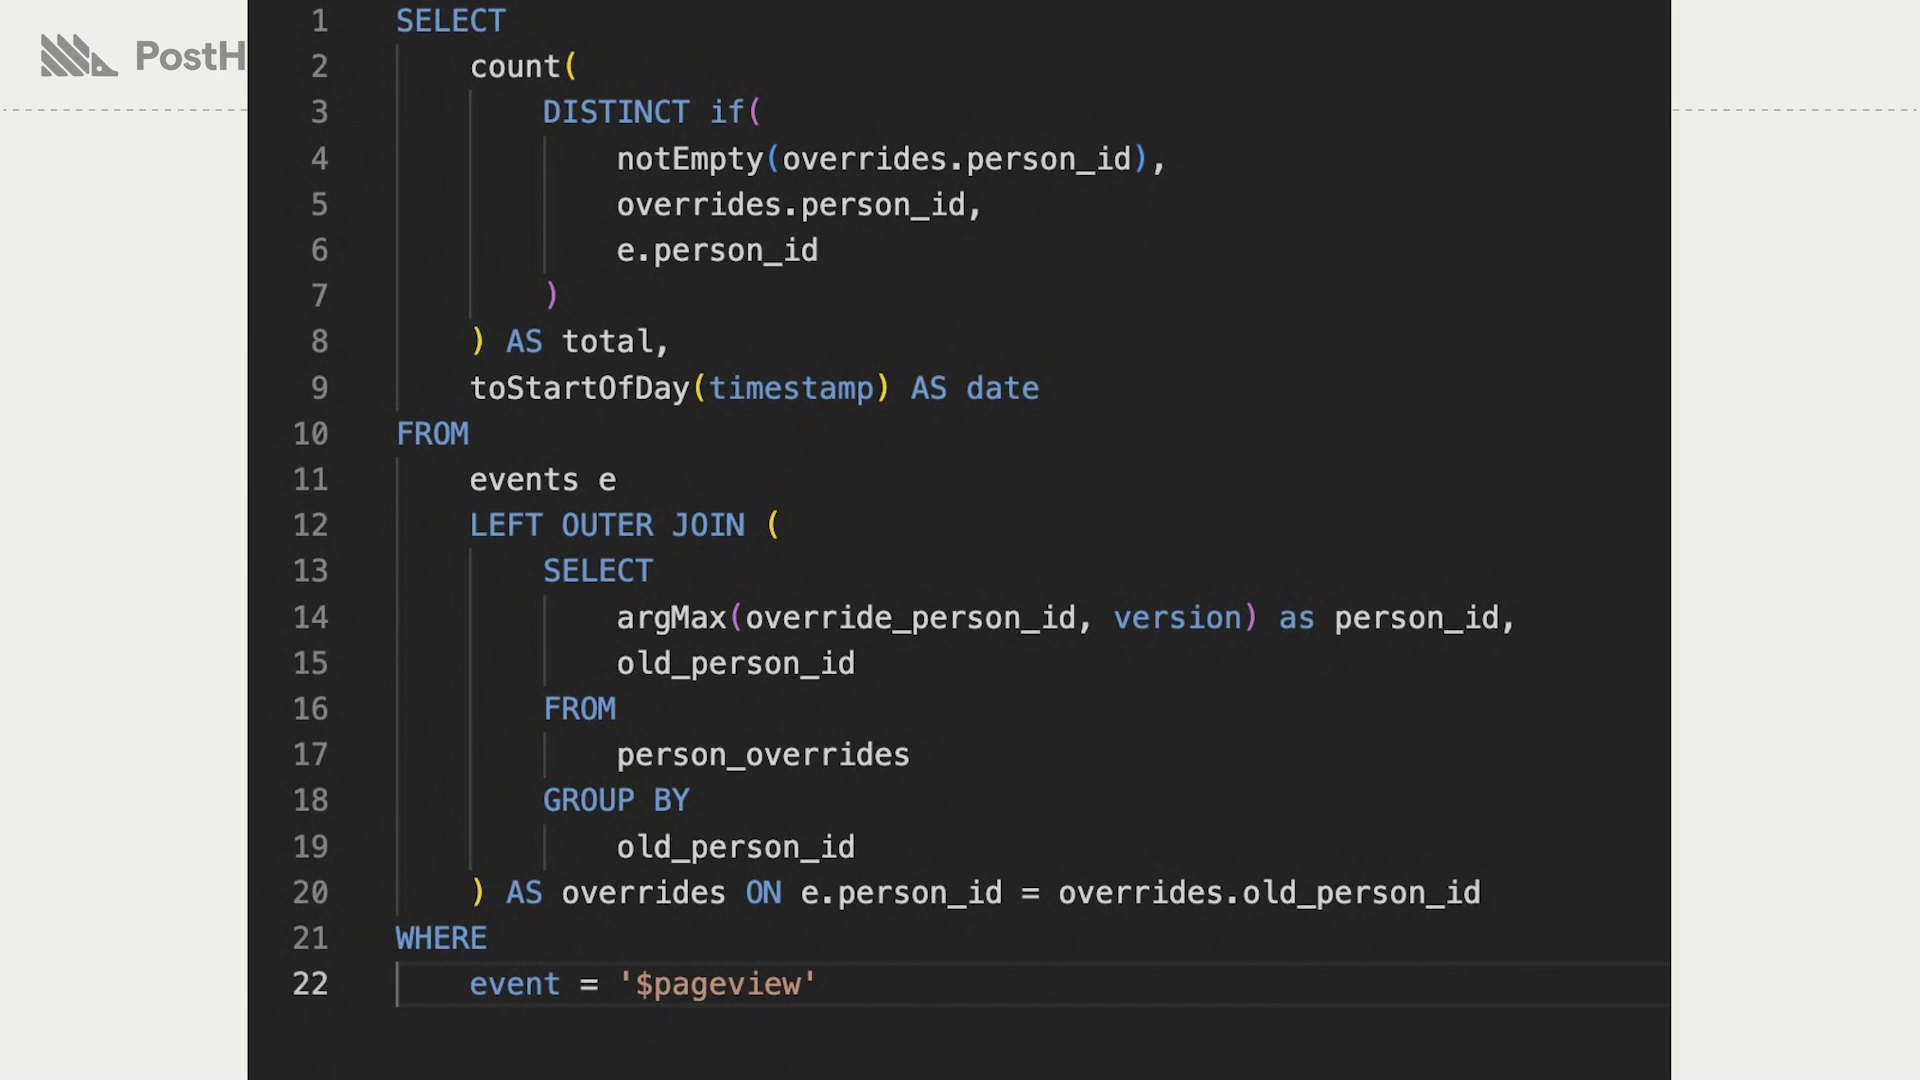 PostH
1 SELECT
2 count(
3 DISTINCT if(
4 notEmpty(overrides.person_id),
5 overrides.person_id,
6 e.person_id
7 )
8 ) AS total,
9 toStartOfDay(timestamp) AS date
10 FROM
11 events e
12 LEFT OUTER JOIN (
13 SELECT
14 argMax(override_person_id, version) as person_id,
15 old_person_id
16 FROM
17 person_overrides
18 GROUP BY
19 old_person_id
20 ) AS overrides ON e.person_id = overrides.old_person_id
21 WHERE
22 event = '$pageview'